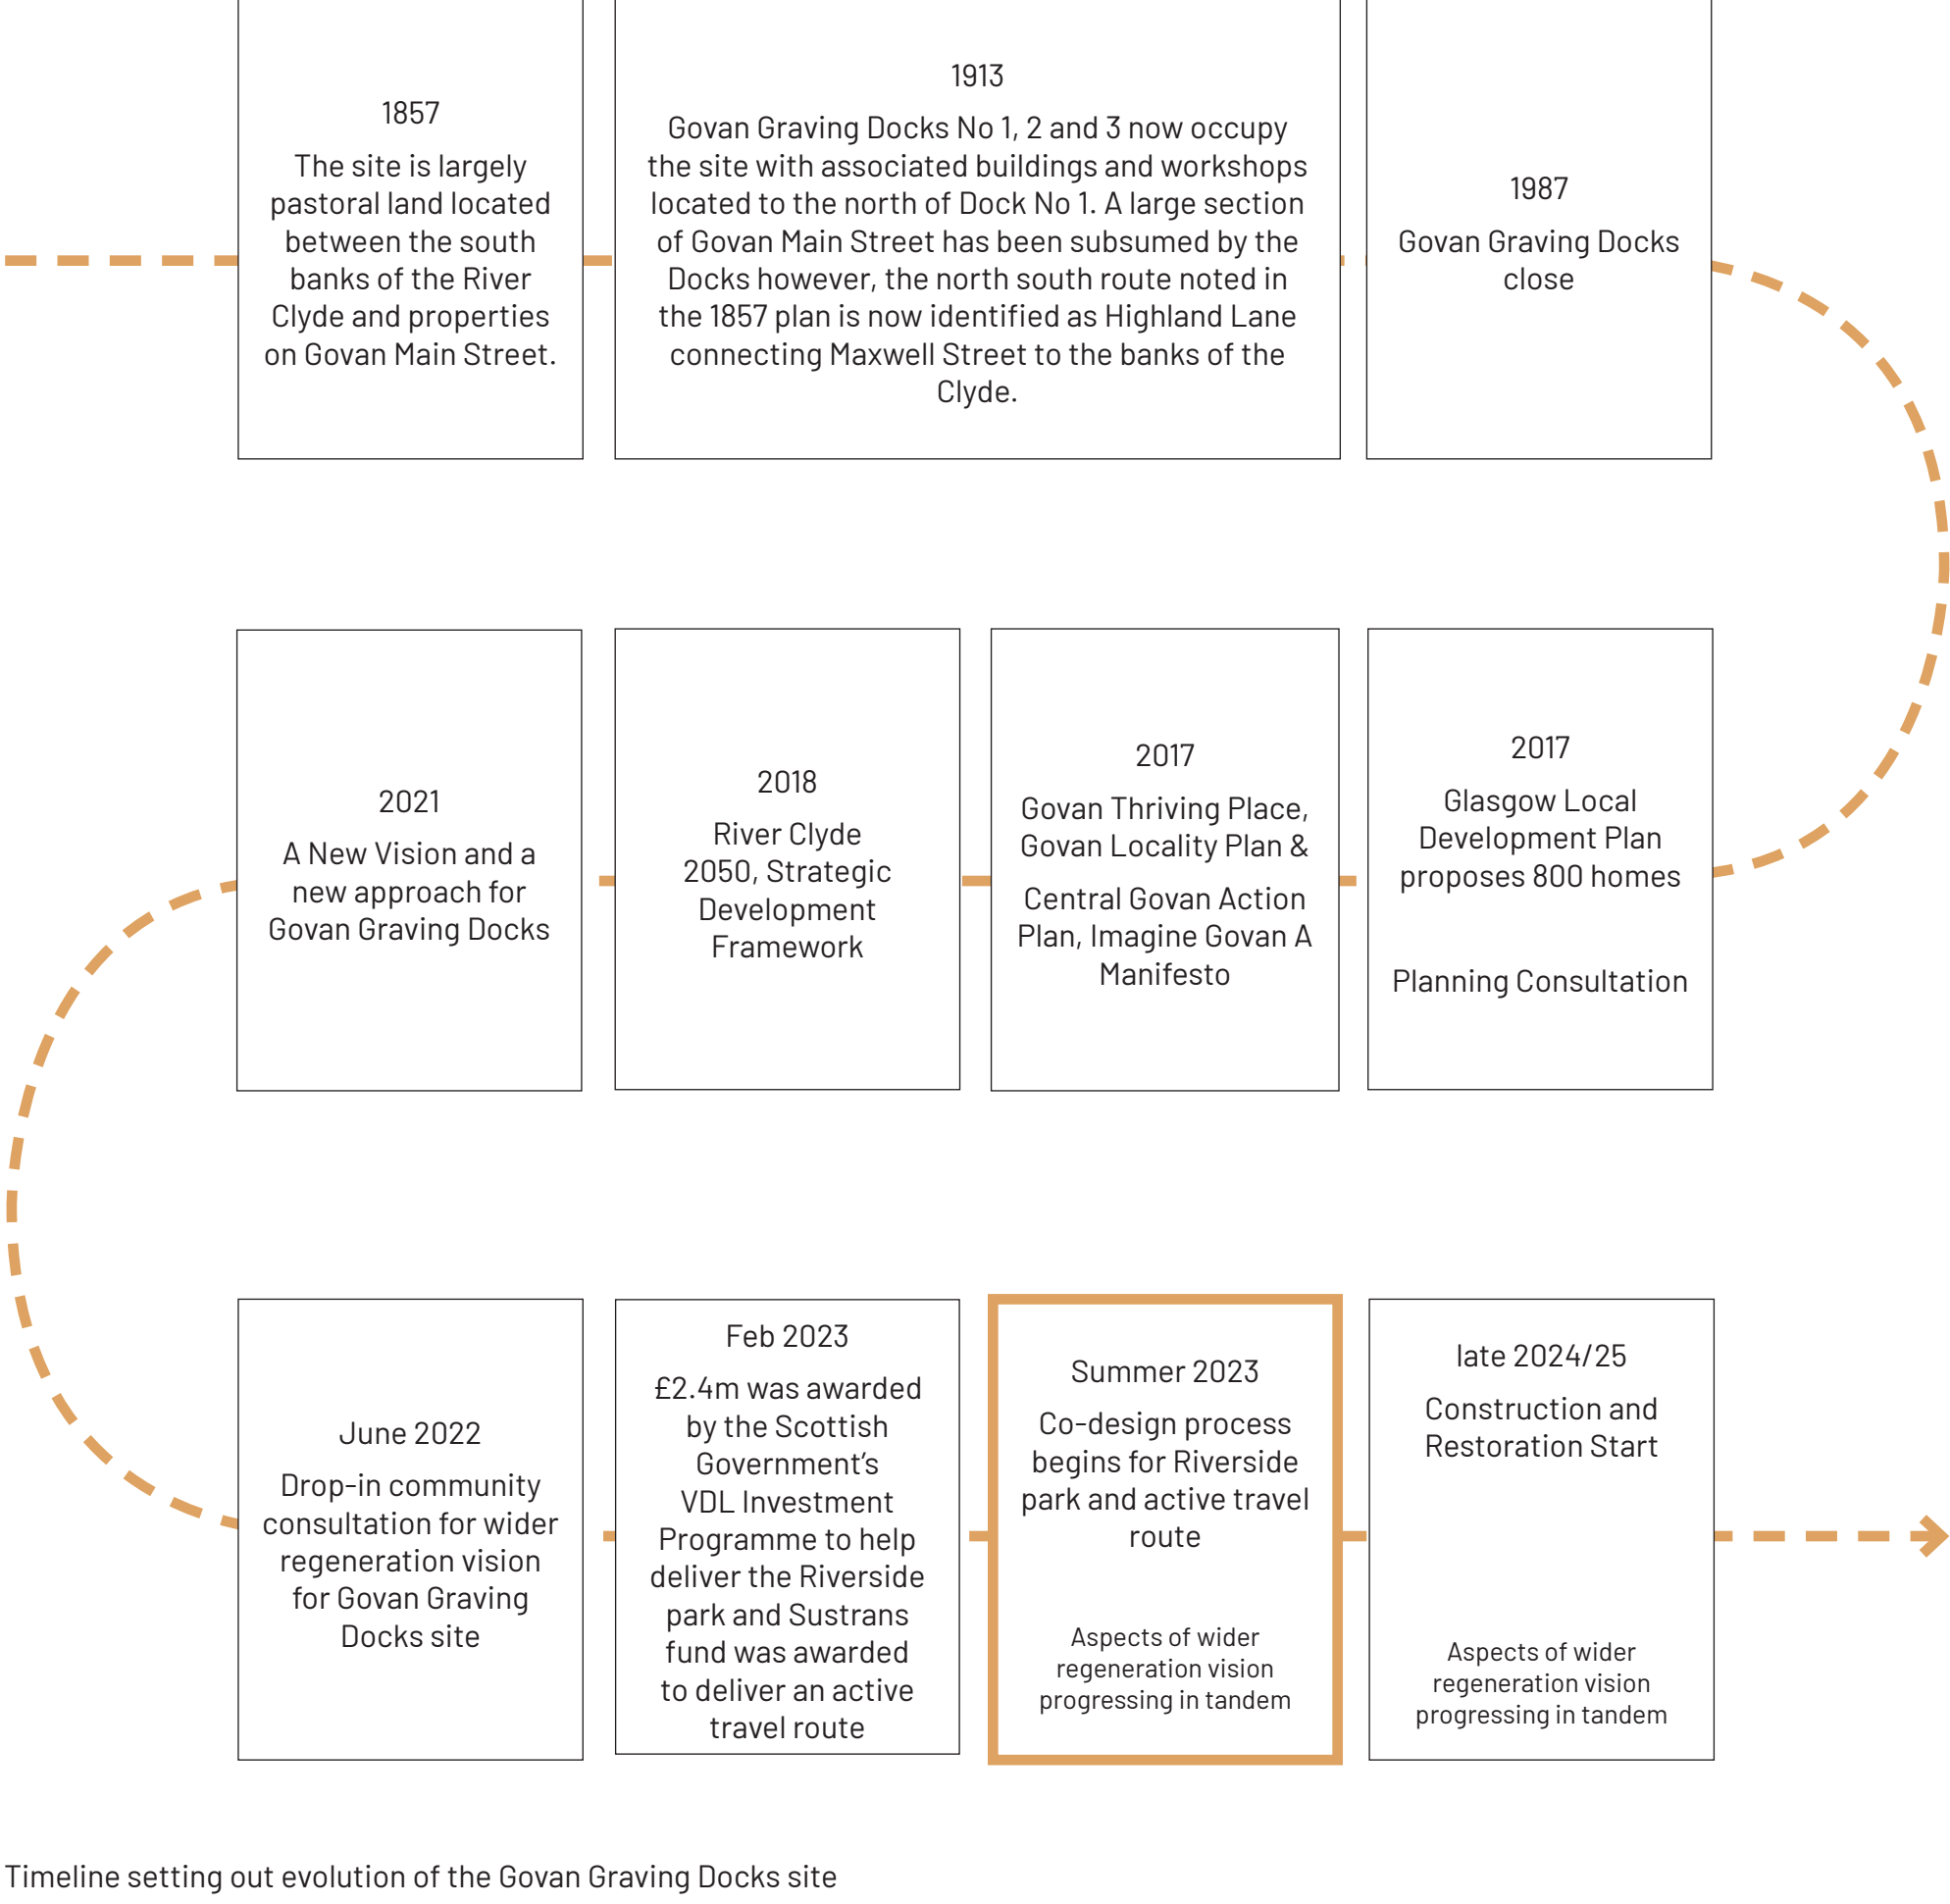 1857
The site is largely
pastoral land located
between the south
banks of the River
Clyde and properties
on Govan Main Street.
1913
Govan Graving Docks No 1, 2 and 3 now occupy
the site with associated buildings and workshops
located to the north of Dock No 1. A large section
of Govan Main Street has been subsumed by the
Docks however, the north south route noted in
the 1857 plan is now identified as Highland Lane
connecting Maxwell Street to the banks of the
Clyde.
1987
Govan Graving Docks
close
2017
Glasgow Local
Development Plan
proposes 800 homes
Planning Consultation
2017
Govan Thriving Place,
Govan Locality Plan &
Central Govan Action
Plan, Imagine Govan A
Manifesto
2018
River Clyde
2050, Strategic
Development
Framework
2021
A New Vision and a
new approach for
Govan Graving Docks
June 2022
Drop-in community
consultation for wider
regeneration vision
for Govan Graving
Docks site
Feb 2023
£2.4m was awarded
by the Scottish
Government’s
VDL Investment
Programme to help
deliver the Riverside
park and Sustrans
fund was awarded
to deliver an active
travel route
Summer 2023
Co-design process
begins for Riverside
park and active travel
route
Aspects of wider
regeneration vision
progressing in tandem
late 2024/25
Construction and
Restoration Start
Aspects of wider
regeneration vision
progressing in tandem
Timeline setting out evolution of the Govan Graving Docks site